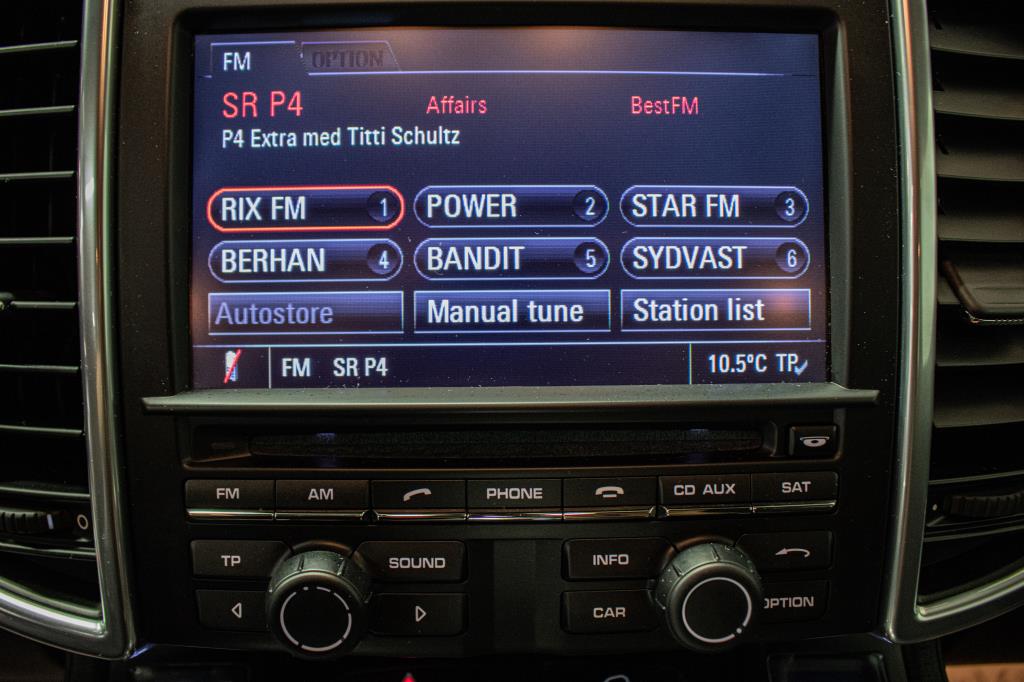 FM OPTION
SR P4 Affairs BestFM
P4 Extra med Titti Schultz
RIX FM 1 POWER 2 STAR FM 3
BERHAN 4 BANDIT 5 SYDVAST 6
Autostore Manual tune Station list
FM SR P4 10.5ºC TP
FM AM PHONE CD AUX SAT
TP SOUND INFO
CAR OPTION